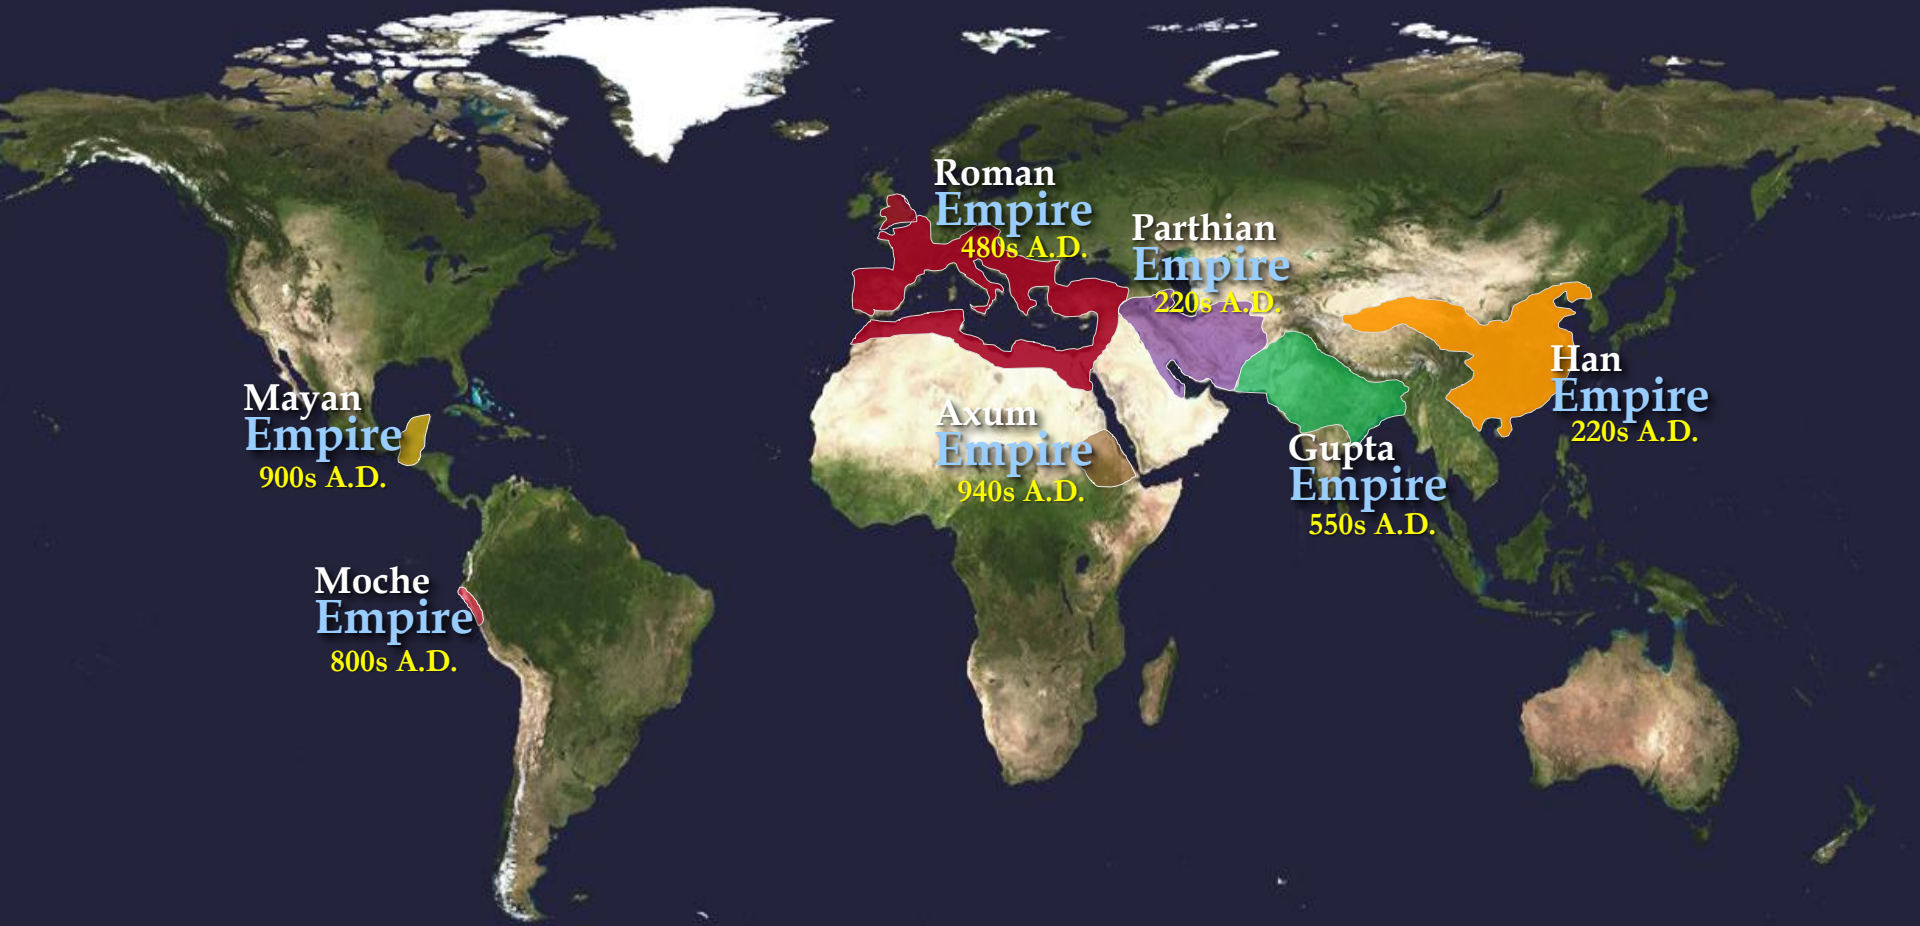 Roman
Empire
480s A.D.
Parthian
Empire
220s A.D.
Han
Empire
220s A.D.
Mayan
Empire
900s A.D.
Axum
Empire
940s A.D.
Gupta
Empire
550s A.D.
Moche
Empire
800s A.D.